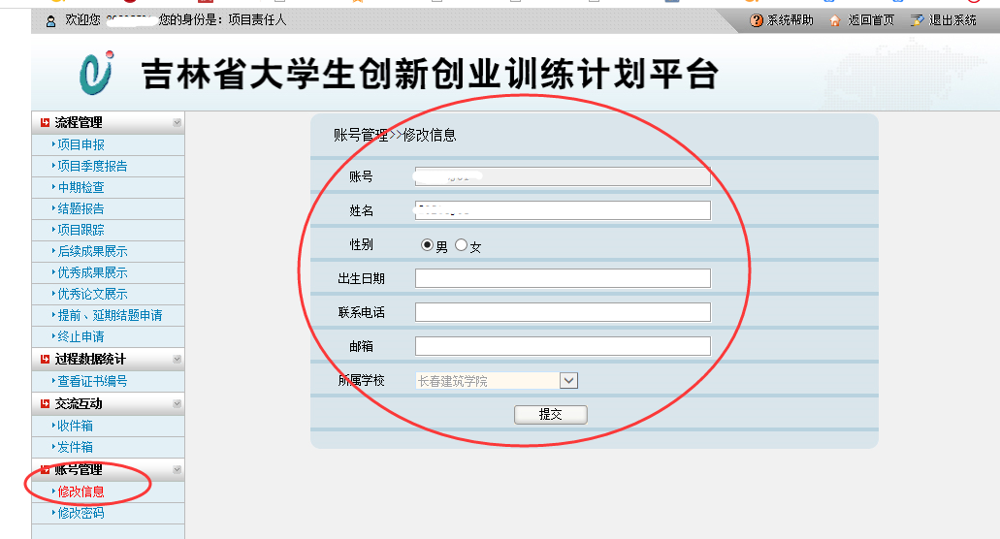 欢迎您 您的身份是：项目责任人
系统帮助 返回首页 退出系统
吉林省大学生创新创业训练计划平台
流程管理
项目申报
项目季度报告
中期检查
结题报告
项目跟踪
后续成果展示
优秀成果展示
优秀论文展示
提前、延期结题申请
终止申请
过程数据统计
查看证书编号
交流互动
收件箱
发件箱
账号管理
修改信息
修改密码
账号管理>>修改信息
账号
姓名
性别 男 女
出生日期
联系电话
邮箱
所属学校 长春建筑学院
提交